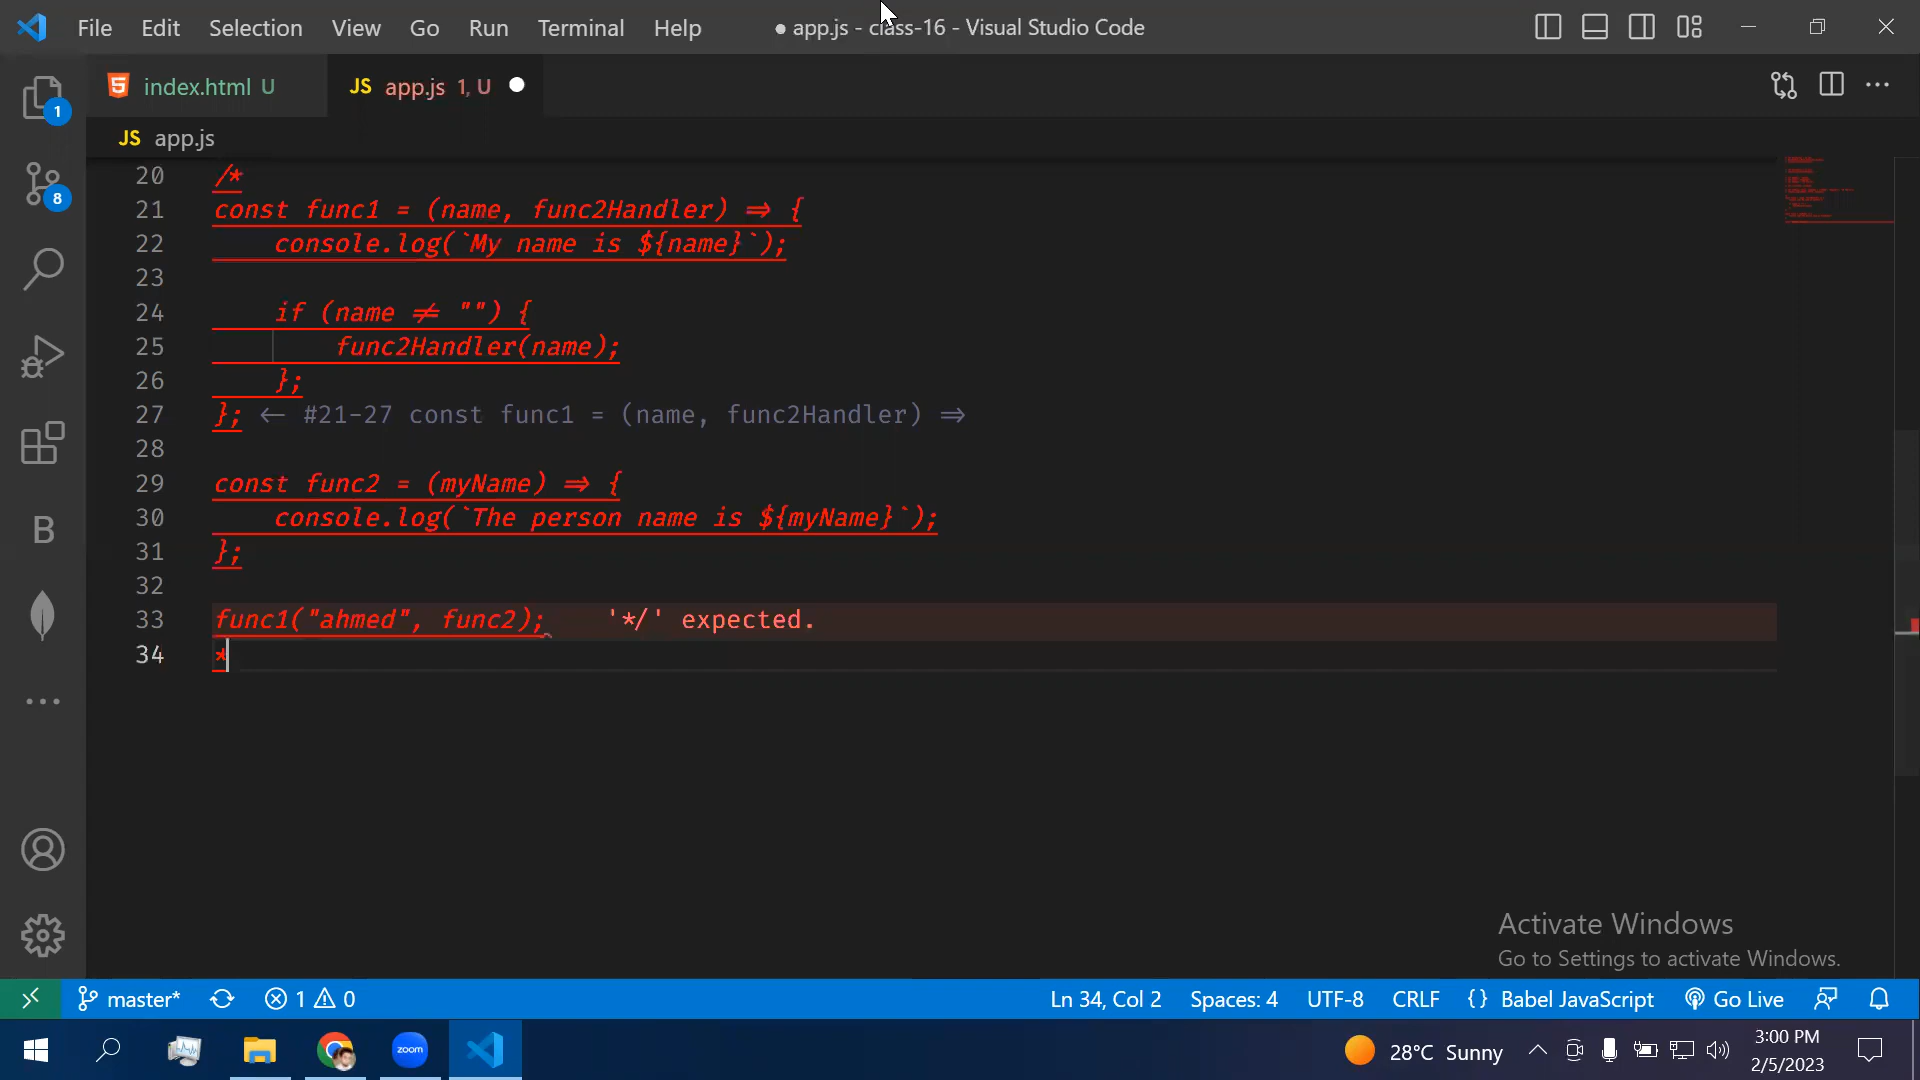 File Edit Selection View Go Run Terminal Help
● app.js - class-16 - Visual Studio Code
index.html U
JS app.js 1, U
JS app.js
20 /*
21 const func1 = (name, func2Handler) => {
22 console.log(`My name is ${name}`);
23
24 if (name != "") {
25 func2Handler(name);
26 };
27 }; <- #21-27 const func1 = (name, func2Handler) =>
28
29 const func2 = (myName) => {
30 console.log(`The person name is ${myName}`);
31 };
32
33 func1("ahmed", func2); '*/' expected.
34 *
1
8
B
Activate Windows
Go to Settings to activate Windows.
master* 1 0 Ln 34, Col 2 Spaces: 4 UTF-8 CRLF {} Babel JavaScript Go Live
zoom
28°C Sunny
3:00 PM
2/5/2023